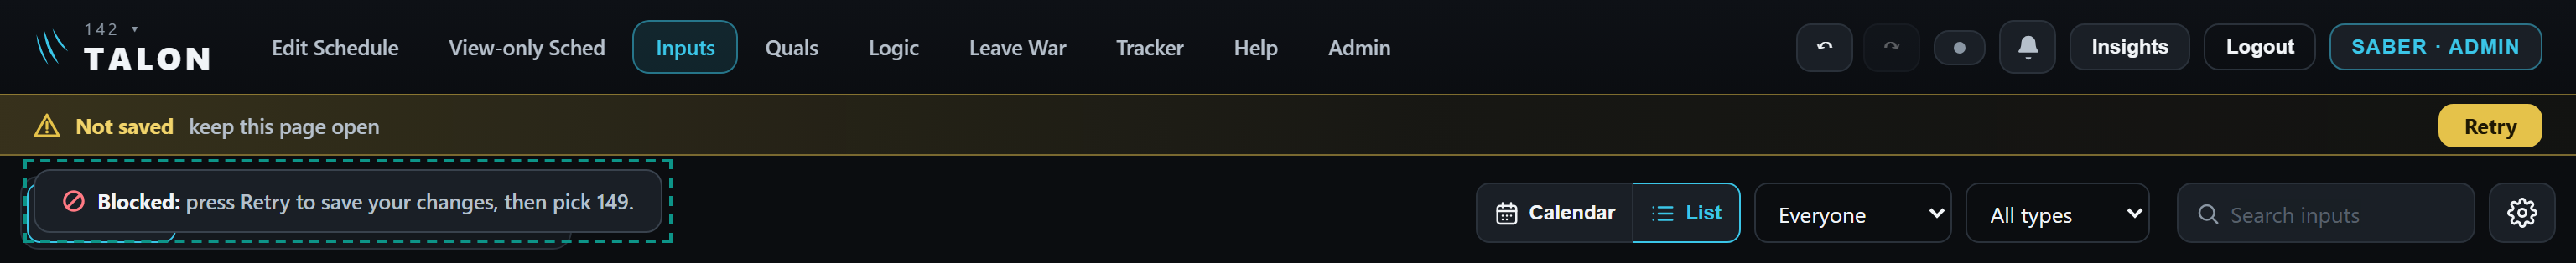 142 ▾
TALON
Edit Schedule
View-only Sched
Inputs
Quals
Logic
Leave War
Tracker
Help
Admin
Insights
Logout
SABER · ADMIN
Not saved keep this page open
Retry
Blocked: press Retry to save your changes, then pick 149.
Calendar
List
Everyone
All types
Search inputs